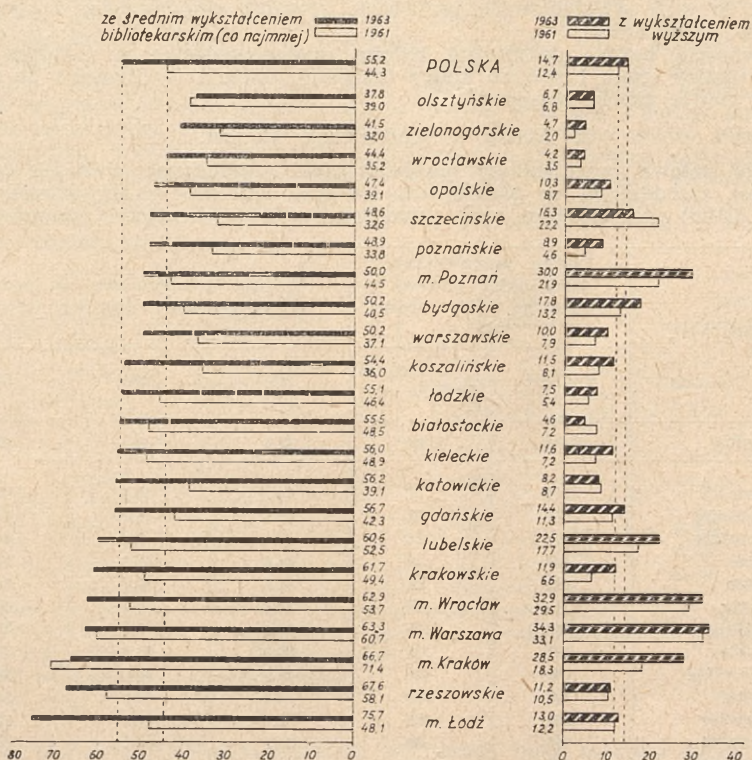 ze średnim wykształceniem 1963 1963 z wykształceniem
bibliotekarskim (co najmniej) 1961 1961 wyższym
55,2 POLSKA 14,7
44,3 12,4
37,8 olsztyńskie 6,7
39,0 6,8
41,5 zielonogórskie 4,7
32,0 2,0
44,4 wrocławskie 4,2
35,2 3,5
47,4 opolskie 10,3
39,1 8,7
48,6 szczecińskie 16,3
32,6 22,2
48,9 poznańskie 8,9
33,8 4,6
50,0 m. Poznań 30,0
44,5 21,9
50,2 bydgoskie 17,8
40,5 13,2
50,2 warszawskie 10,0
37,1 7,9
54,4 koszalińskie 11,5
36,0 8,1
55,1 łódzkie 7,5
46,4 5,4
55,5 białostockie 4,6
48,5 7,2
56,0 kieleckie 11,6
48,9 7,2
56,2 katowickie 8,2
39,1 8,7
56,7 gdańskie 14,4
42,3 11,3
60,6 lubelskie 22,5
52,5 17,7
61,7 krakowskie 11,9
49,4 6,6
62,9 m. Wrocław 32,9
53,7 29,5
63,3 m. Warszawa 34,3
60,7 33,1
66,7 m. Kraków 28,5
71,4 18,3
67,6 rzeszowskie 11,2
58,1 10,5
75,7 m. Łódź 13,0
48,1 12,2
80 70 60 50 40 30 20 10 0 0 10 20 30 40